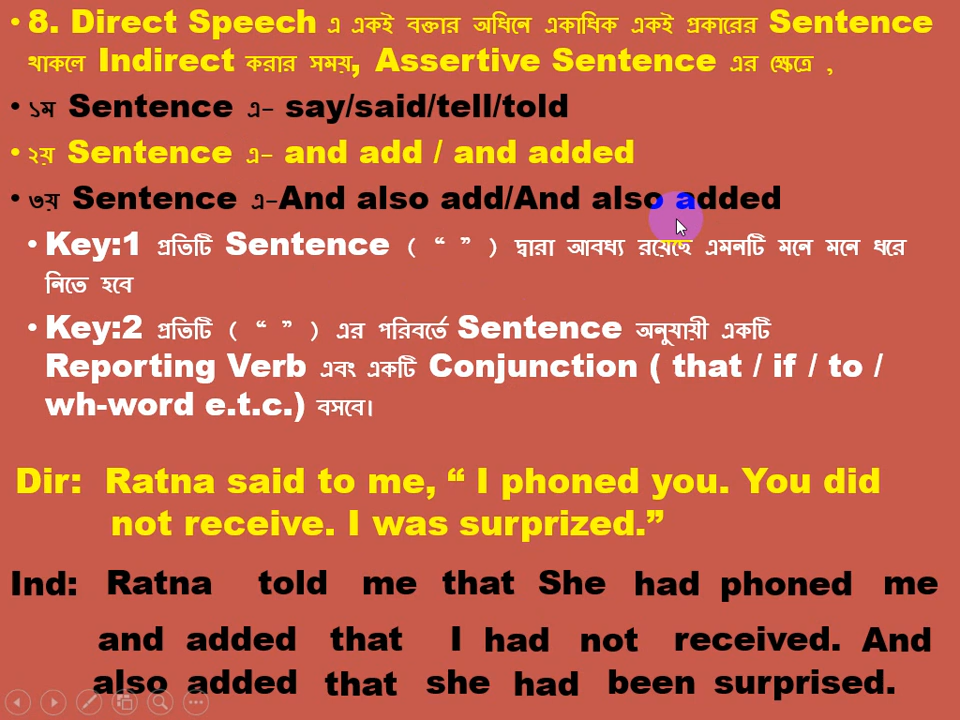 • 8. Direct Speech এ একই বক্তার অধিনে একাধিক একই প্রকারের Sentence
থাকলে Indirect করার সময়, Assertive Sentence এর ক্ষেত্রে ,
• ১ম Sentence এ- say/said/tell/told
• ২য় Sentence এ- and add / and added
• ৩য় Sentence এ-And also add/And also added
• Key:1 প্রতিটি Sentence ( “ ” ) দ্বারা আবধ্য রয়েছে এমনটি মনে মনে ধরে
নিতে হবে
• Key:2 প্রতিটি ( “ ” ) এর পরিবর্তে Sentence অনুযায়ী একটি
Reporting Verb এবং একটি Conjunction ( that / if / to /
wh-word e.t.c.) বসবে।
Dir: Ratna said to me, “ I phoned you. You did
not receive. I was surprized.”
Ind: Ratna told me that She had phoned me
and added that I had not received. And
also added that she had been surprised.